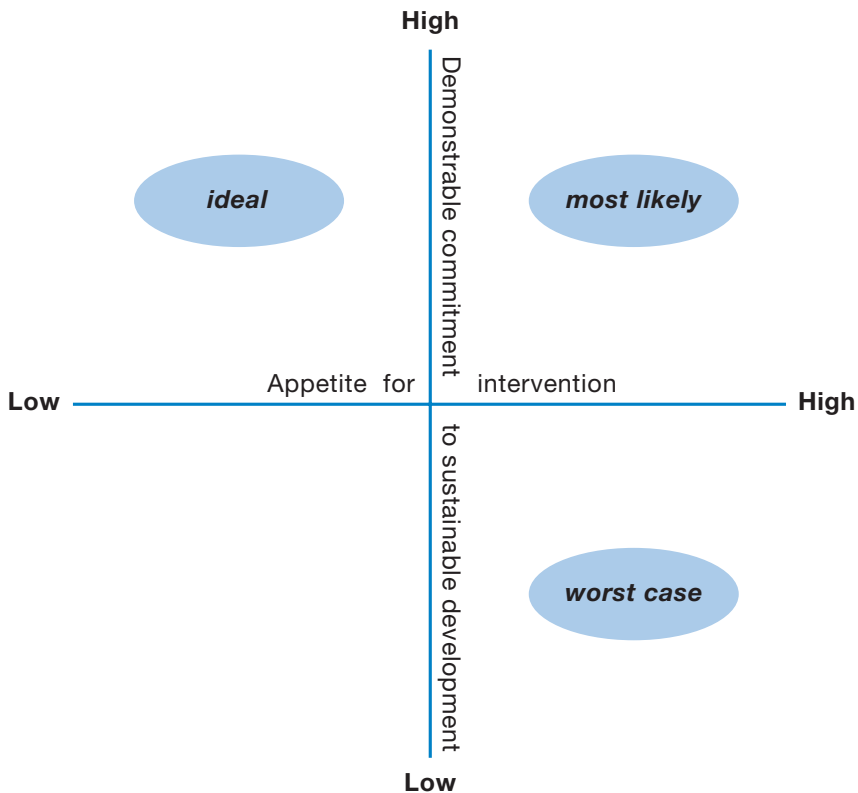 High
Demonstrable commitment
ideal
most likely
Appetite for intervention
Low
High
to sustainable development
worst case
Low